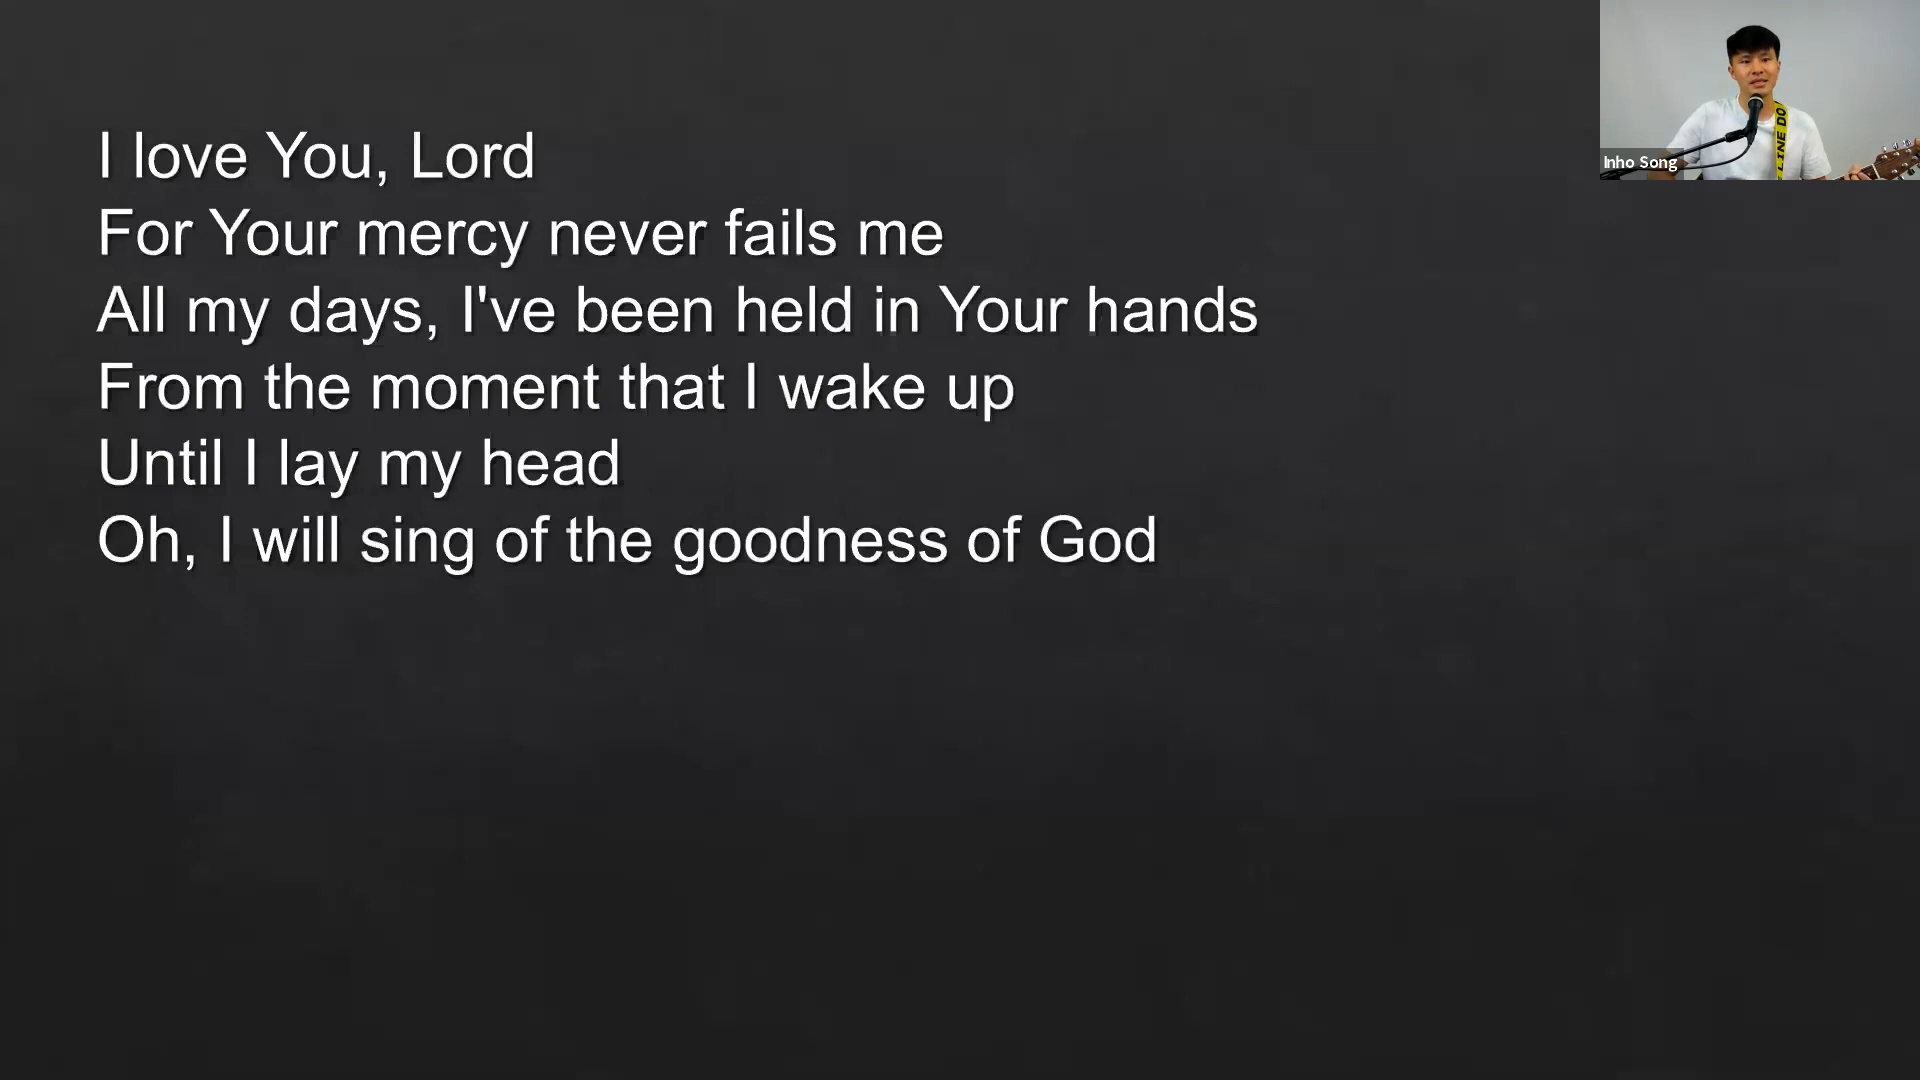 I love You, Lord
For Your mercy never fails me
All my days, I've been held in Your hands
From the moment that I wake up
Until I lay my head
Oh, I will sing of the goodness of God
Inho Song
LINE DO